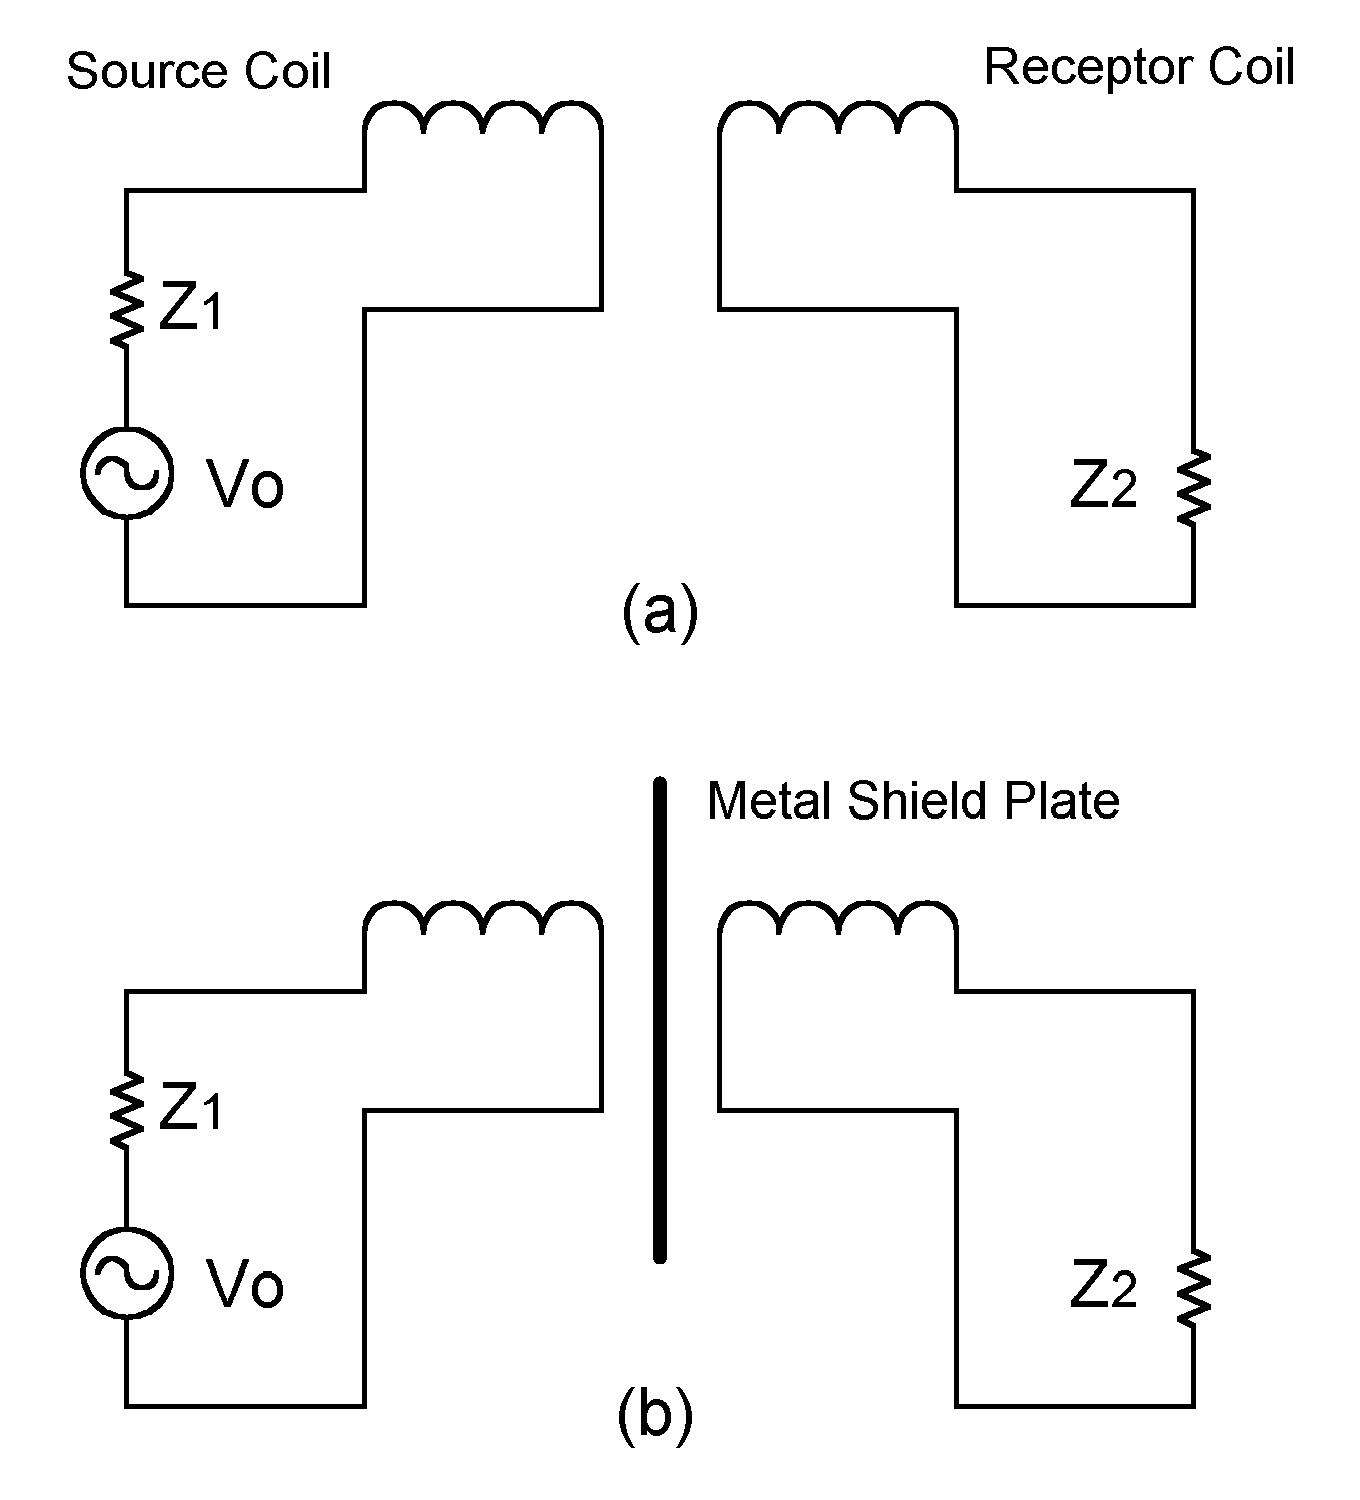 Source Coil
Receptor Coil
Z1
Vo
Z2
(a)
Metal Shield Plate
Z1
Vo
Z2
(b)